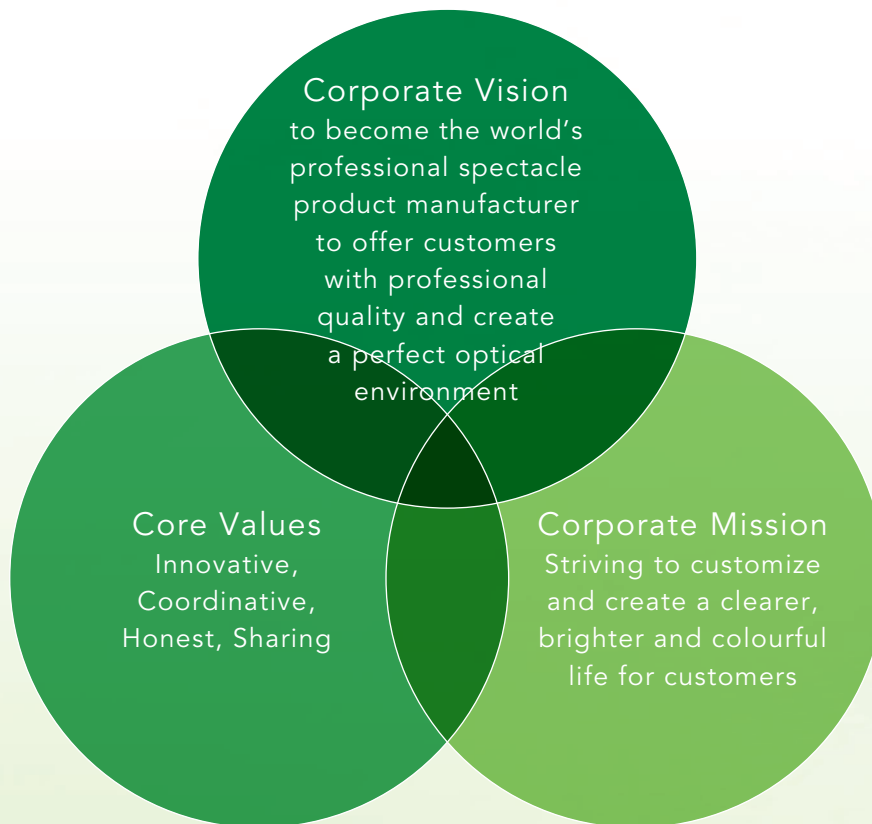 Corporate Vision
to become the world's
professional spectacle
product manufacturer
to offer customers
with professional
quality and create
a perfect optical
environment
Core Values
Innovative,
Coordinative,
Honest, Sharing
Corporate Mission
Striving to customize
and create a clearer,
brighter and colourful
life for customers